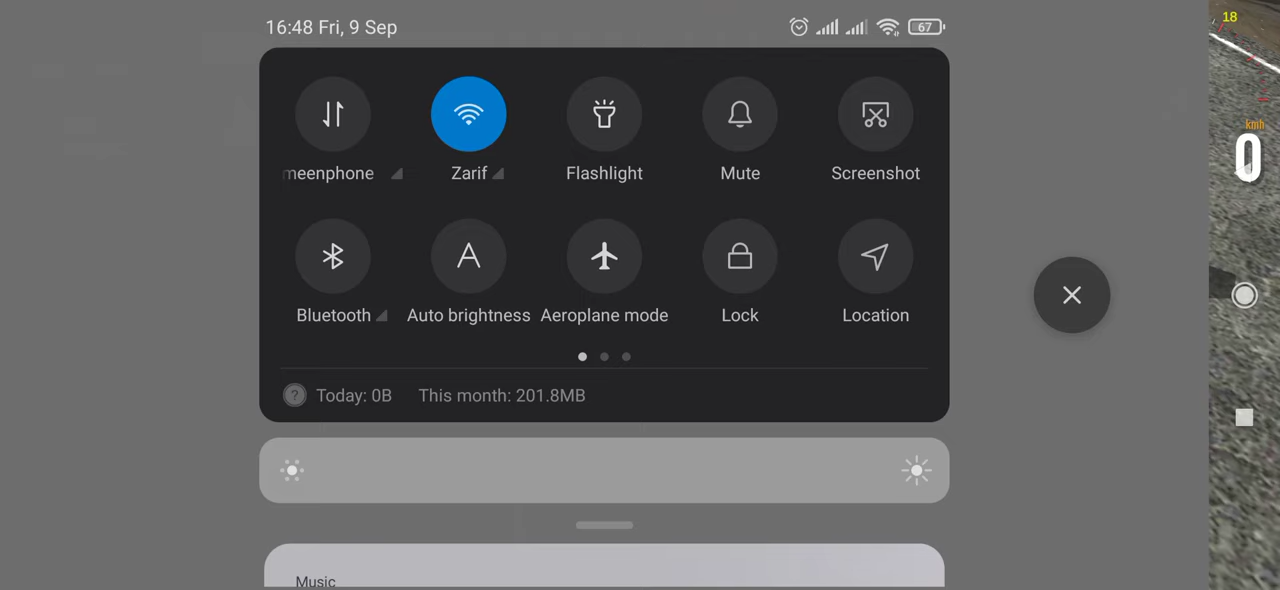 16:48 Fri, 9 Sep
67
18
meenphone
Zarif
Flashlight
Mute
Screenshot
kmh
0
Bluetooth
Auto brightness
Aeroplane mode
Lock
Location
? Today: 0B This month: 201.8MB
Music